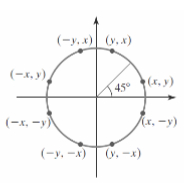 (−y, x) (y, x)
(−x, y) (x, y)
45°
(−x, −y) (x, −y)
(−y, −x) (y, −x)